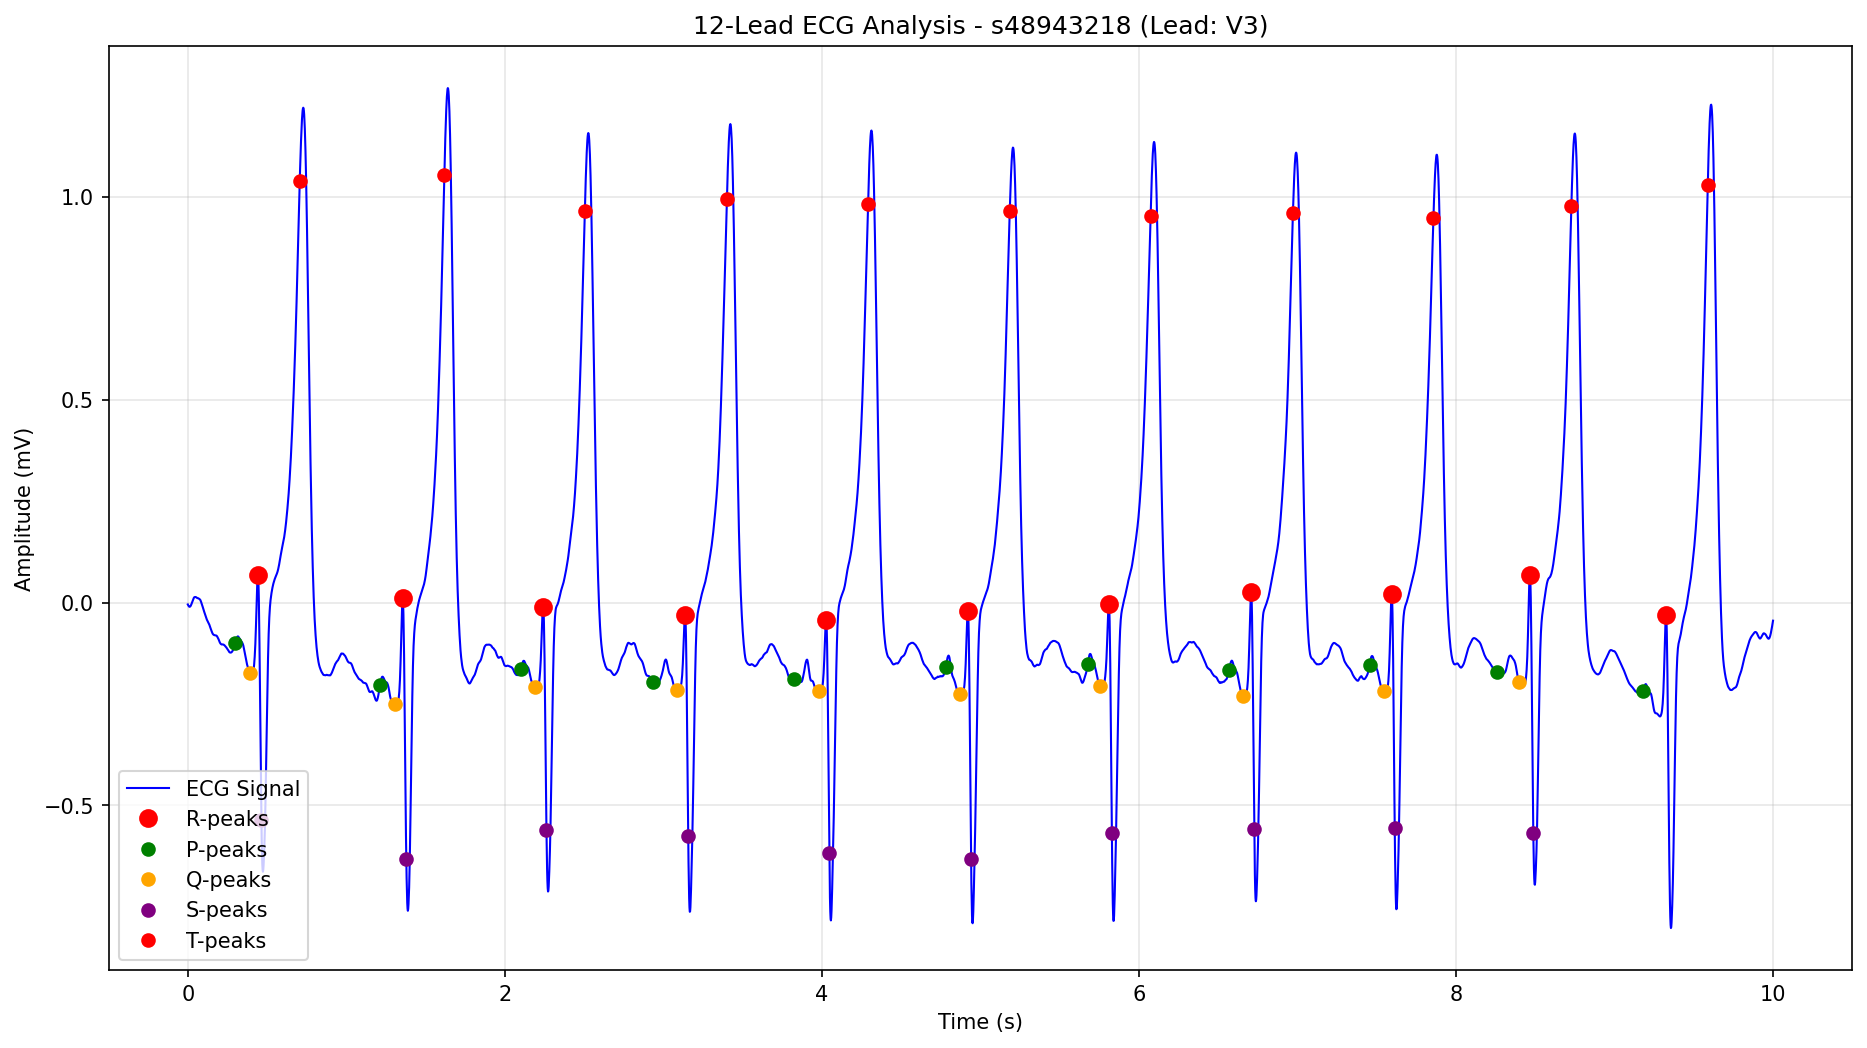 12-Lead ECG Analysis - s48943218 (Lead: V3)
Amplitude (mV)
1.0
0.5
0.0
−0.5
ECG Signal
R-peaks
P-peaks
Q-peaks
S-peaks
T-peaks
0 2 4 6 8 10
Time (s)